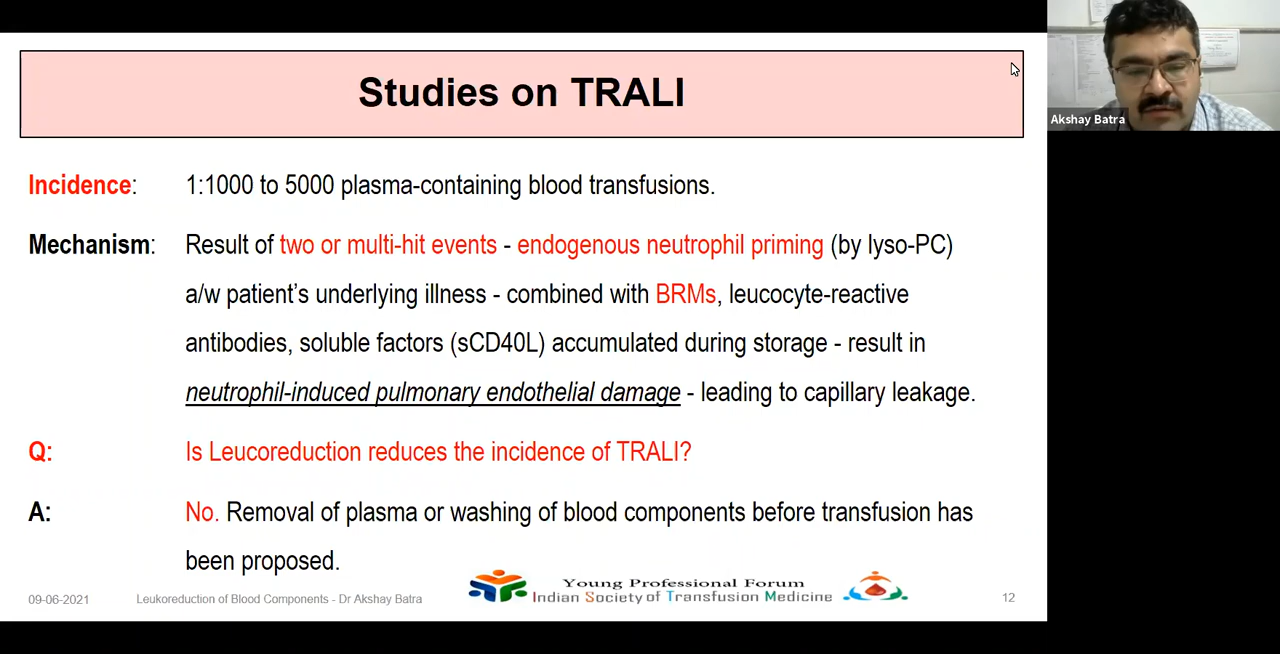 Studies on TRALI
Akshay Batra
Incidence: 1:1000 to 5000 plasma-containing blood transfusions.
Mechanism: Result of two or multi-hit events - endogenous neutrophil priming (by lyso-PC)
a/w patient's underlying illness - combined with BRMs, leucocyte-reactive
antibodies, soluble factors (sCD40L) accumulated during storage - result in
neutrophil-induced pulmonary endothelial damage - leading to capillary leakage.
Q: Is Leucoreduction reduces the incidence of TRALI?
A: No. Removal of plasma or washing of blood components before transfusion has
been proposed.
Young Professional Forum
Indian Society of Transfusion Medicine
09-06-2021 Leukoreduction of Blood Components - Dr Akshay Batra 12